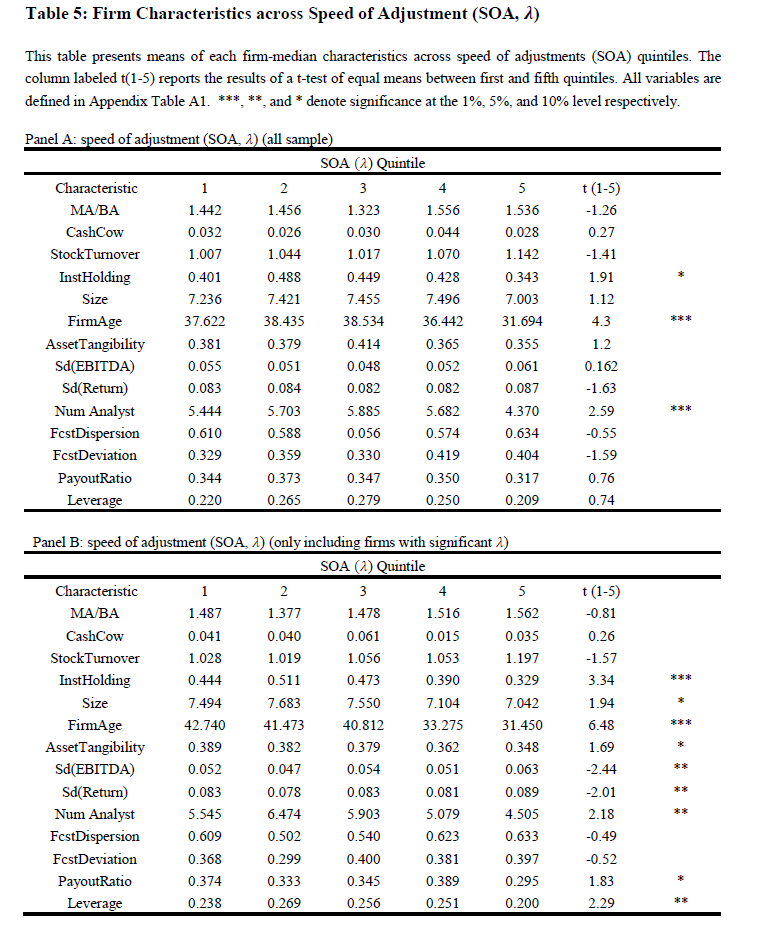 Table 5: Firm Characteristics across Speed of Adjustment (SOA, λ)
This table presents means of each firm-median characteristics across speed of adjustments (SOA) quintiles. The
column labeled t(1-5) reports the results of a t-test of equal means between first and fifth quintiles. All variables are
defined in Appendix Table A1. ***, **, and * denote significance at the 1%, 5%, and 10% level respectively.
Panel A: speed of adjustment (SOA, λ) (all sample)
SOA (λ) Quintile
Characteristic 1 2 3 4 5 t (1-5)
MA/BA 1.442 1.456 1.323 1.556 1.536 -1.26
CashCow 0.032 0.026 0.030 0.044 0.028 0.27
StockTurnover 1.007 1.044 1.017 1.070 1.142 -1.41
InstHolding 0.401 0.488 0.449 0.428 0.343 1.91 *
Size 7.236 7.421 7.455 7.496 7.003 1.12
FirmAge 37.622 38.435 38.534 36.442 31.694 4.3 ***
AssetTangibility 0.381 0.379 0.414 0.365 0.355 1.2
Sd(EBITDA) 0.055 0.051 0.048 0.052 0.061 0.162
Sd(Return) 0.083 0.084 0.082 0.082 0.087 -1.63
Num Analyst 5.444 5.703 5.885 5.682 4.370 2.59 ***
FcstDispersion 0.610 0.588 0.056 0.574 0.634 -0.55
FcstDeviation 0.329 0.359 0.330 0.419 0.404 -1.59
PayoutRatio 0.344 0.373 0.347 0.350 0.317 0.76
Leverage 0.220 0.265 0.279 0.250 0.209 0.74
Panel B: speed of adjustment (SOA, λ) (only including firms with significant λ)
SOA (λ) Quintile
Characteristic 1 2 3 4 5 t (1-5)
MA/BA 1.487 1.377 1.478 1.516 1.562 -0.81
CashCow 0.041 0.040 0.061 0.015 0.035 0.26
StockTurnover 1.028 1.019 1.056 1.053 1.197 -1.57
InstHolding 0.444 0.511 0.473 0.390 0.329 3.34 ***
Size 7.494 7.683 7.550 7.104 7.042 1.94 *
FirmAge 42.740 41.473 40.812 33.275 31.450 6.48 ***
AssetTangibility 0.389 0.382 0.379 0.362 0.348 1.69 *
Sd(EBITDA) 0.052 0.047 0.054 0.051 0.063 -2.44 **
Sd(Return) 0.083 0.078 0.083 0.081 0.089 -2.01 **
Num Analyst 5.545 6.474 5.903 5.079 4.505 2.18 **
FcstDispersion 0.609 0.502 0.540 0.623 0.633 -0.49
FcstDeviation 0.368 0.299 0.400 0.381 0.397 -0.52
PayoutRatio 0.374 0.333 0.345 0.389 0.295 1.83 *
Leverage 0.238 0.269 0.256 0.251 0.200 2.29 **